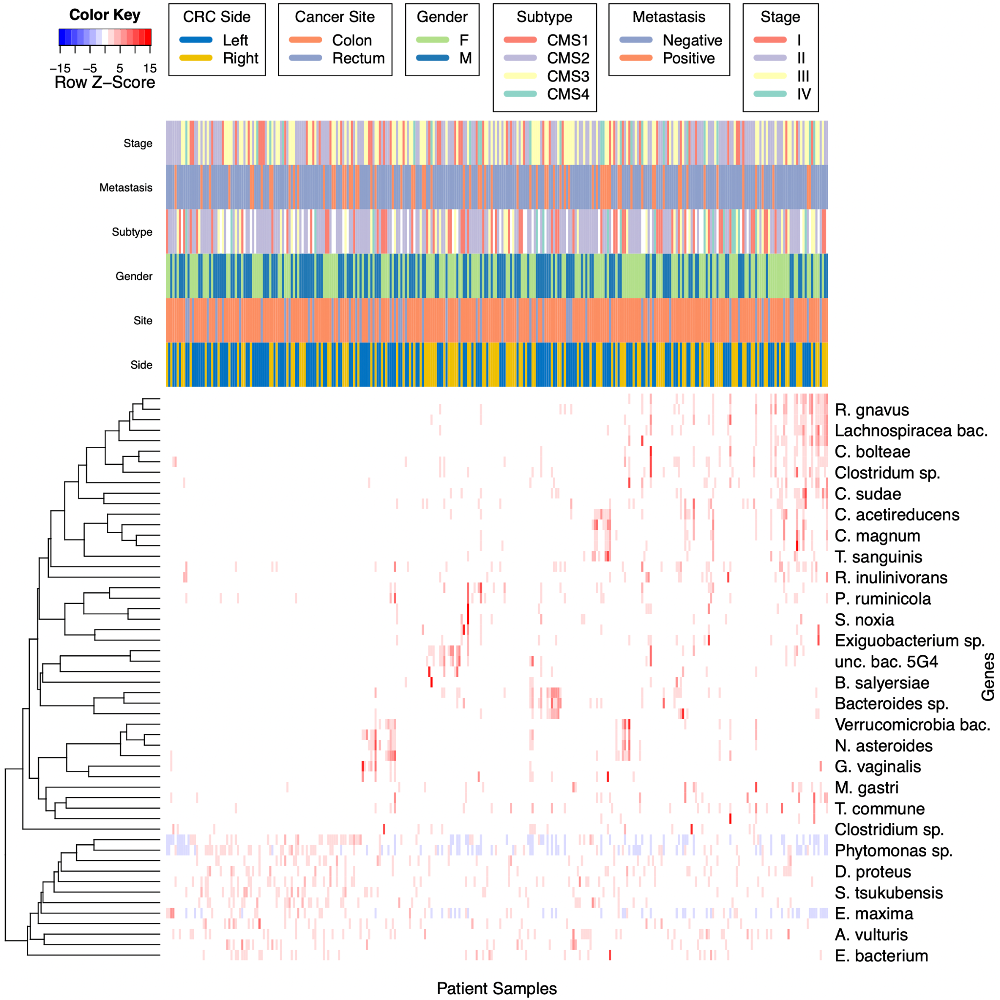 Color Key
−15 −5 5 15
Row Z−Score
CRC Side
Left
Right
Cancer Site
Colon
Rectum
Gender
F
M
Subtype
CMS1
CMS2
CMS3
CMS4
Metastasis
Negative
Positive
Stage
I
II
III
IV
Stage
Metastasis
Subtype
Gender
Site
Side
R. gnavus
Lachnospiracea bac.
C. bolteae
Clostridum sp.
C. sudae
C. acetireducens
C. magnum
T. sanguinis
R. inulinivorans
P. ruminicola
S. noxia
Exiguobacterium sp.
unc. bac. 5G4
B. salyersiae
Bacteroides sp.
Verrucomicrobia bac.
N. asteroides
G. vaginalis
M. gastri
T. commune
Clostridium sp.
Phytomonas sp.
D. proteus
S. tsukubensis
E. maxima
A. vulturis
E. bacterium
Genes
Patient Samples